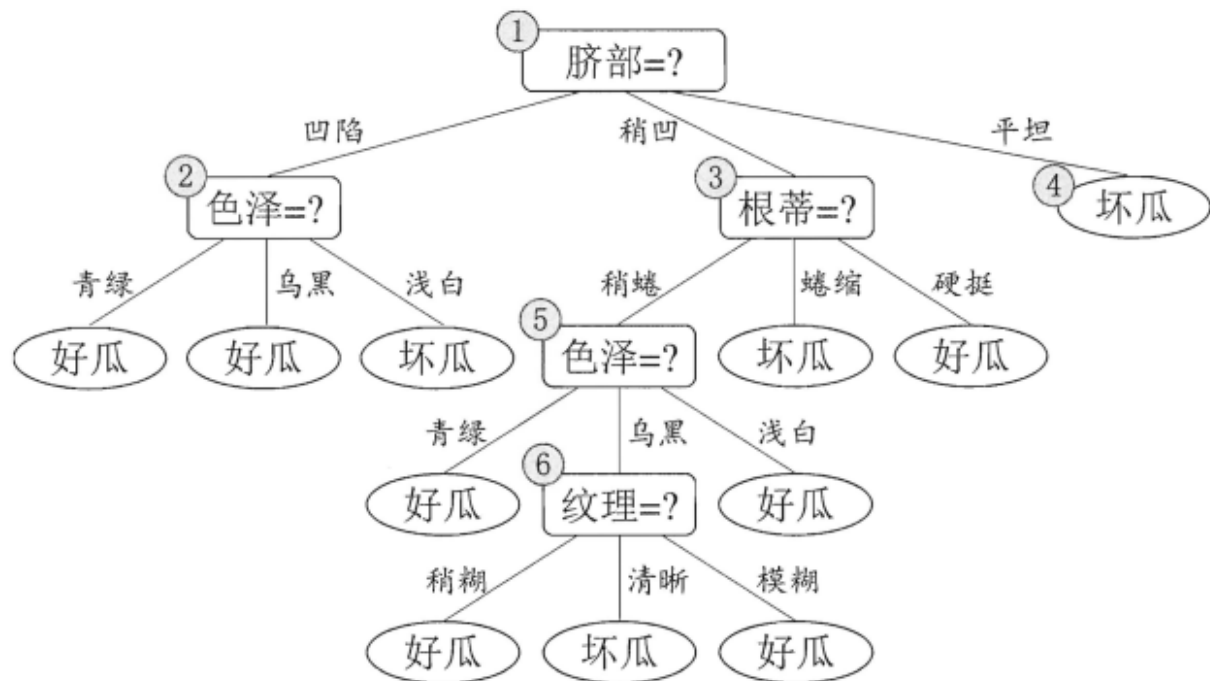 ① 脐部=?
凹陷 稍凹 平坦
② 色泽=? ③ 根蒂=? ④ 坏瓜
青绿 乌黑 浅白 稍蜷 蜷缩 硬挺
好瓜 好瓜 坏瓜 ⑤ 色泽=? 坏瓜 好瓜
青绿 乌黑 浅白
好瓜 ⑥ 纹理=? 好瓜
稍糊 清晰 模糊
好瓜 坏瓜 好瓜